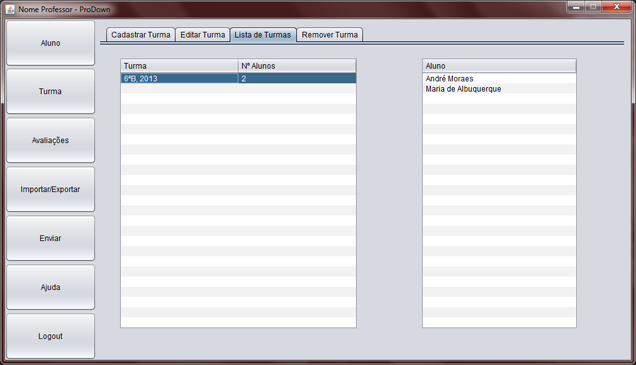 Nome Professor - ProDown
Aluno
Turma
Avaliações
Importar/Exportar
Enviar
Ajuda
Logout
Cadastrar Turma Editar Turma Lista de Turmas Remover Turma
Turma Nº Alunos
6ªB, 2013 2
Aluno
André Moraes
Maria de Albuquerque